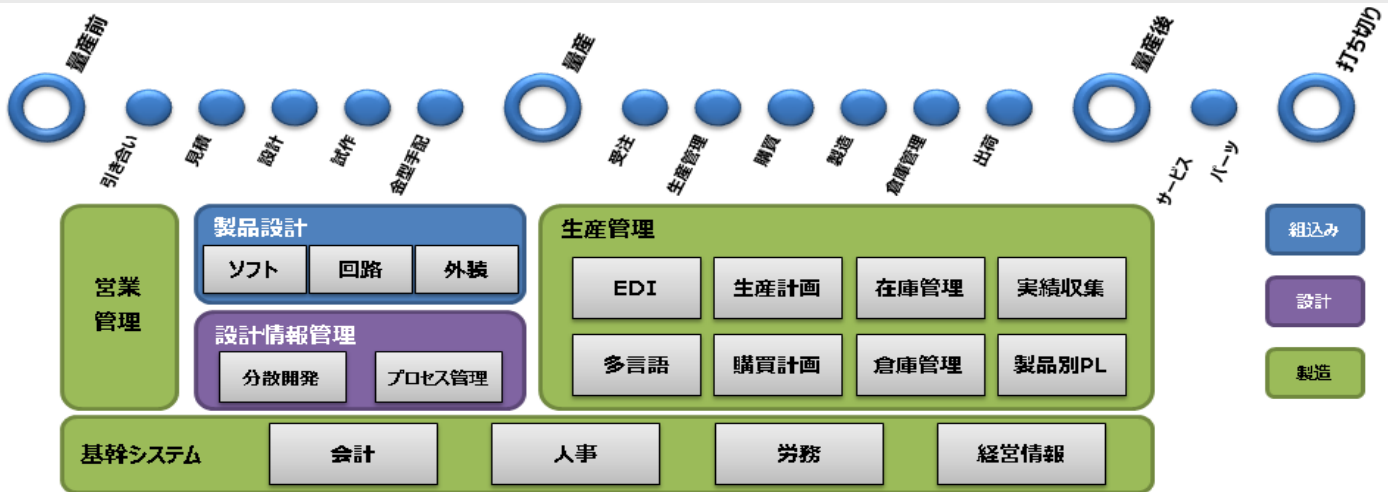 量産前
量産
量産後
打ち切り
引き合い
見積
設計
試作
金型手配
受注
生産管理
購買
製造
倉庫管理
出荷
サービス
パーツ
営業
管理
製品設計
ソフト
回路
外装
設計情報管理
分散開発
プロセス管理
生産管理
EDI
生産計画
在庫管理
実績収集
多言語
購買計画
倉庫管理
製品別PL
基幹システム
会計
人事
労務
経営情報
組込み
設計
製造